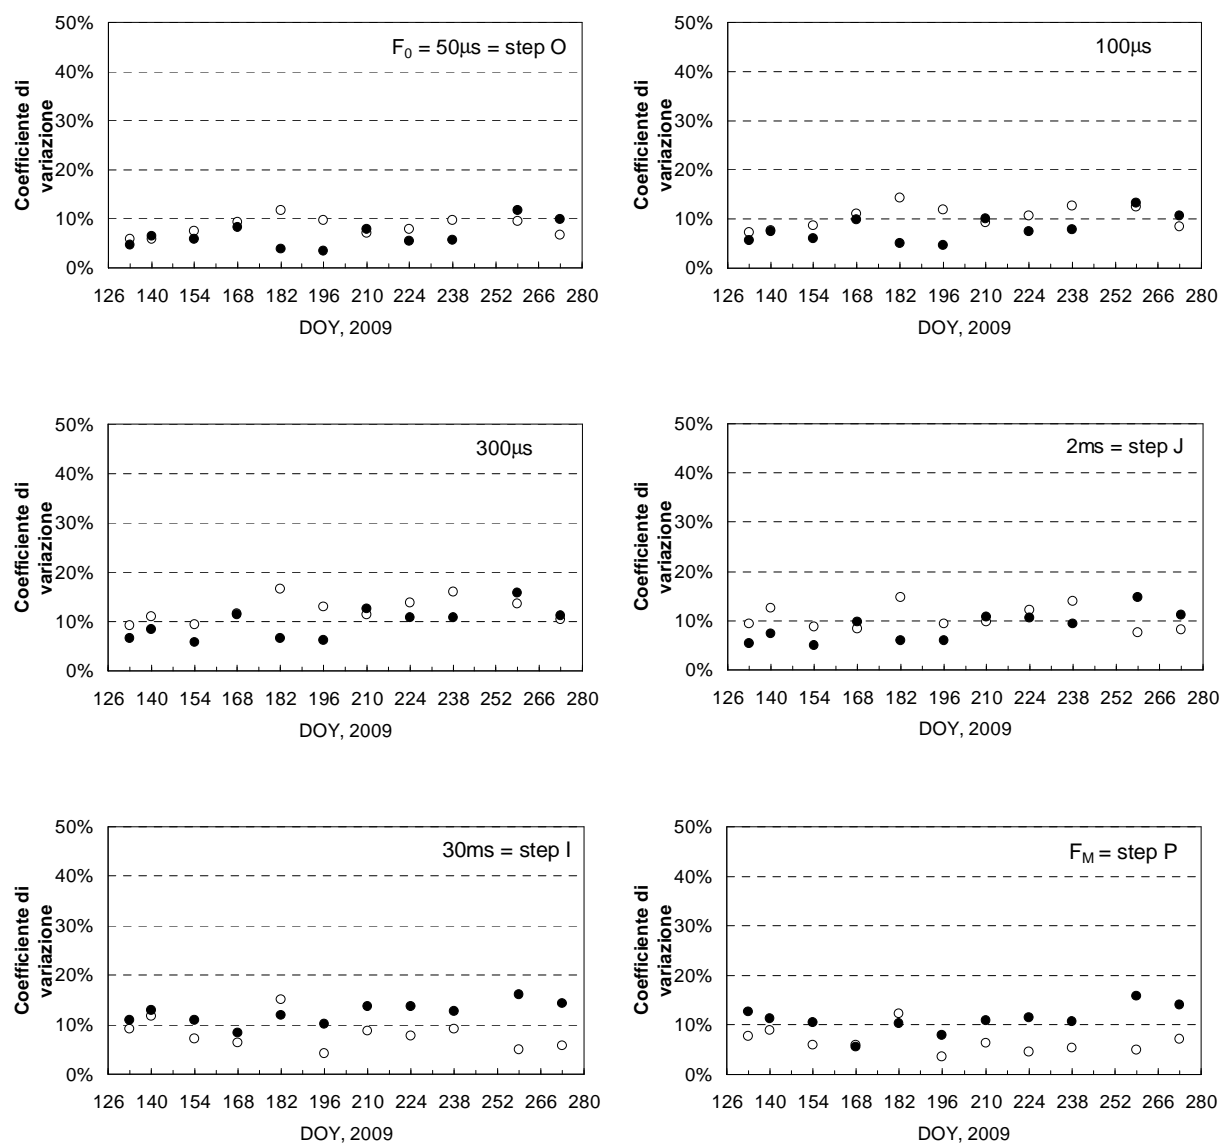 F₀ = 50µs = step O
50%
40%
30%
20%
10%
0%
Coefficiente di
variazione
126 140 154 168 182 196 210 224 238 252 266 280
DOY, 2009
100µs
50%
40%
30%
20%
10%
0%
Coefficiente di
variazione
126 140 154 168 182 196 210 224 238 252 266 280
DOY, 2009
300µs
50%
40%
30%
20%
10%
0%
Coefficiente di
variazione
126 140 154 168 182 196 210 224 238 252 266 280
DOY, 2009
2ms = step J
50%
40%
30%
20%
10%
0%
Coefficiente di
variazione
126 140 154 168 182 196 210 224 238 252 266 280
DOY, 2009
30ms = step I
50%
40%
30%
20%
10%
0%
Coefficiente di
variazione
126 140 154 168 182 196 210 224 238 252 266 280
DOY, 2009
F_M = step P
50%
40%
30%
20%
10%
0%
Coefficiente di
variazione
126 140 154 168 182 196 210 224 238 252 266 280
DOY, 2009